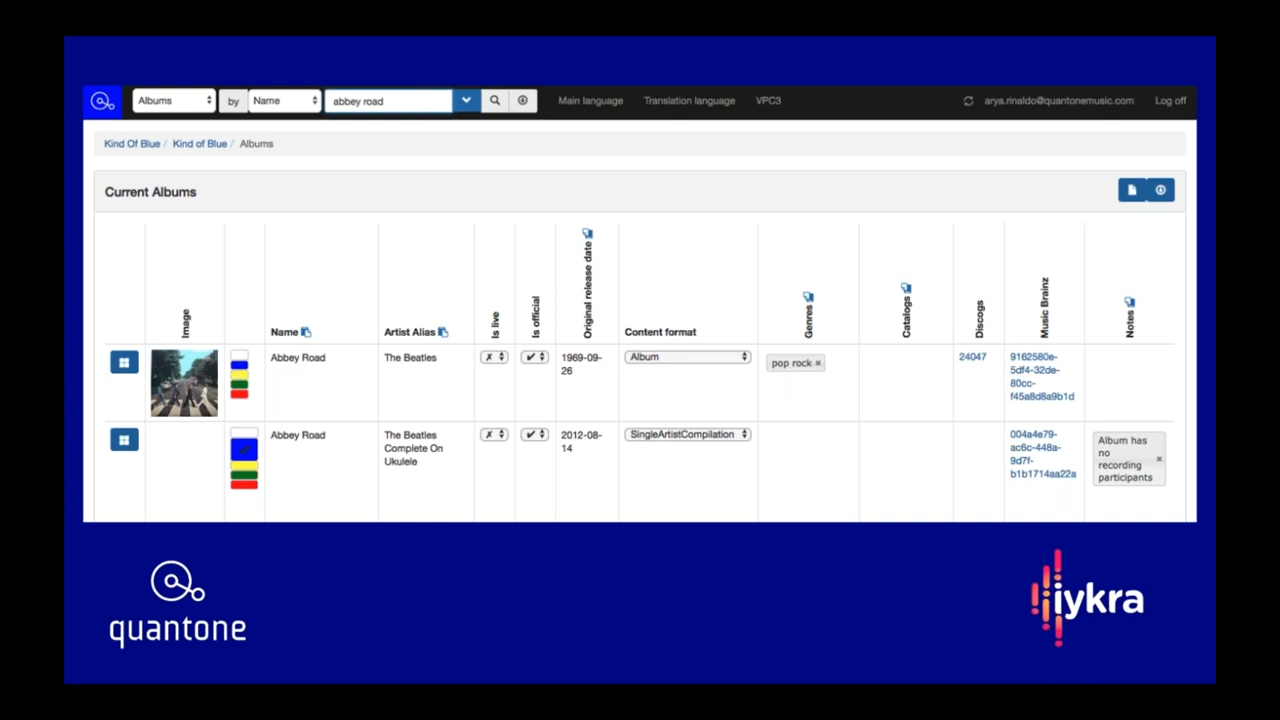 Albums by Name abbey road Main language Translation language VPC3 arya.rinaldo@quantonemusic.com Log off
Kind Of Blue / Kind of Blue / Albums
Current Albums
Image Name Artist Alias Is live Is official Original release date Content format Genres Catalogs Discogs Music Brainz Notes
Abbey Road The Beatles ✗ ✔ 1969-09-
26
Album
pop rock ×
24047
9162580e-
5df4-32de-
80cc-
f45a8d8a9b1d
Abbey Road
The Beatles
Complete On
Ukulele
✗ ✔
2012-08-
14
SingleArtistCompilation
004a4e79-
ac6c-448a-
9d7f-
b1b1714aa22a
Album has
no
recording
participants
×
quantone
iykra